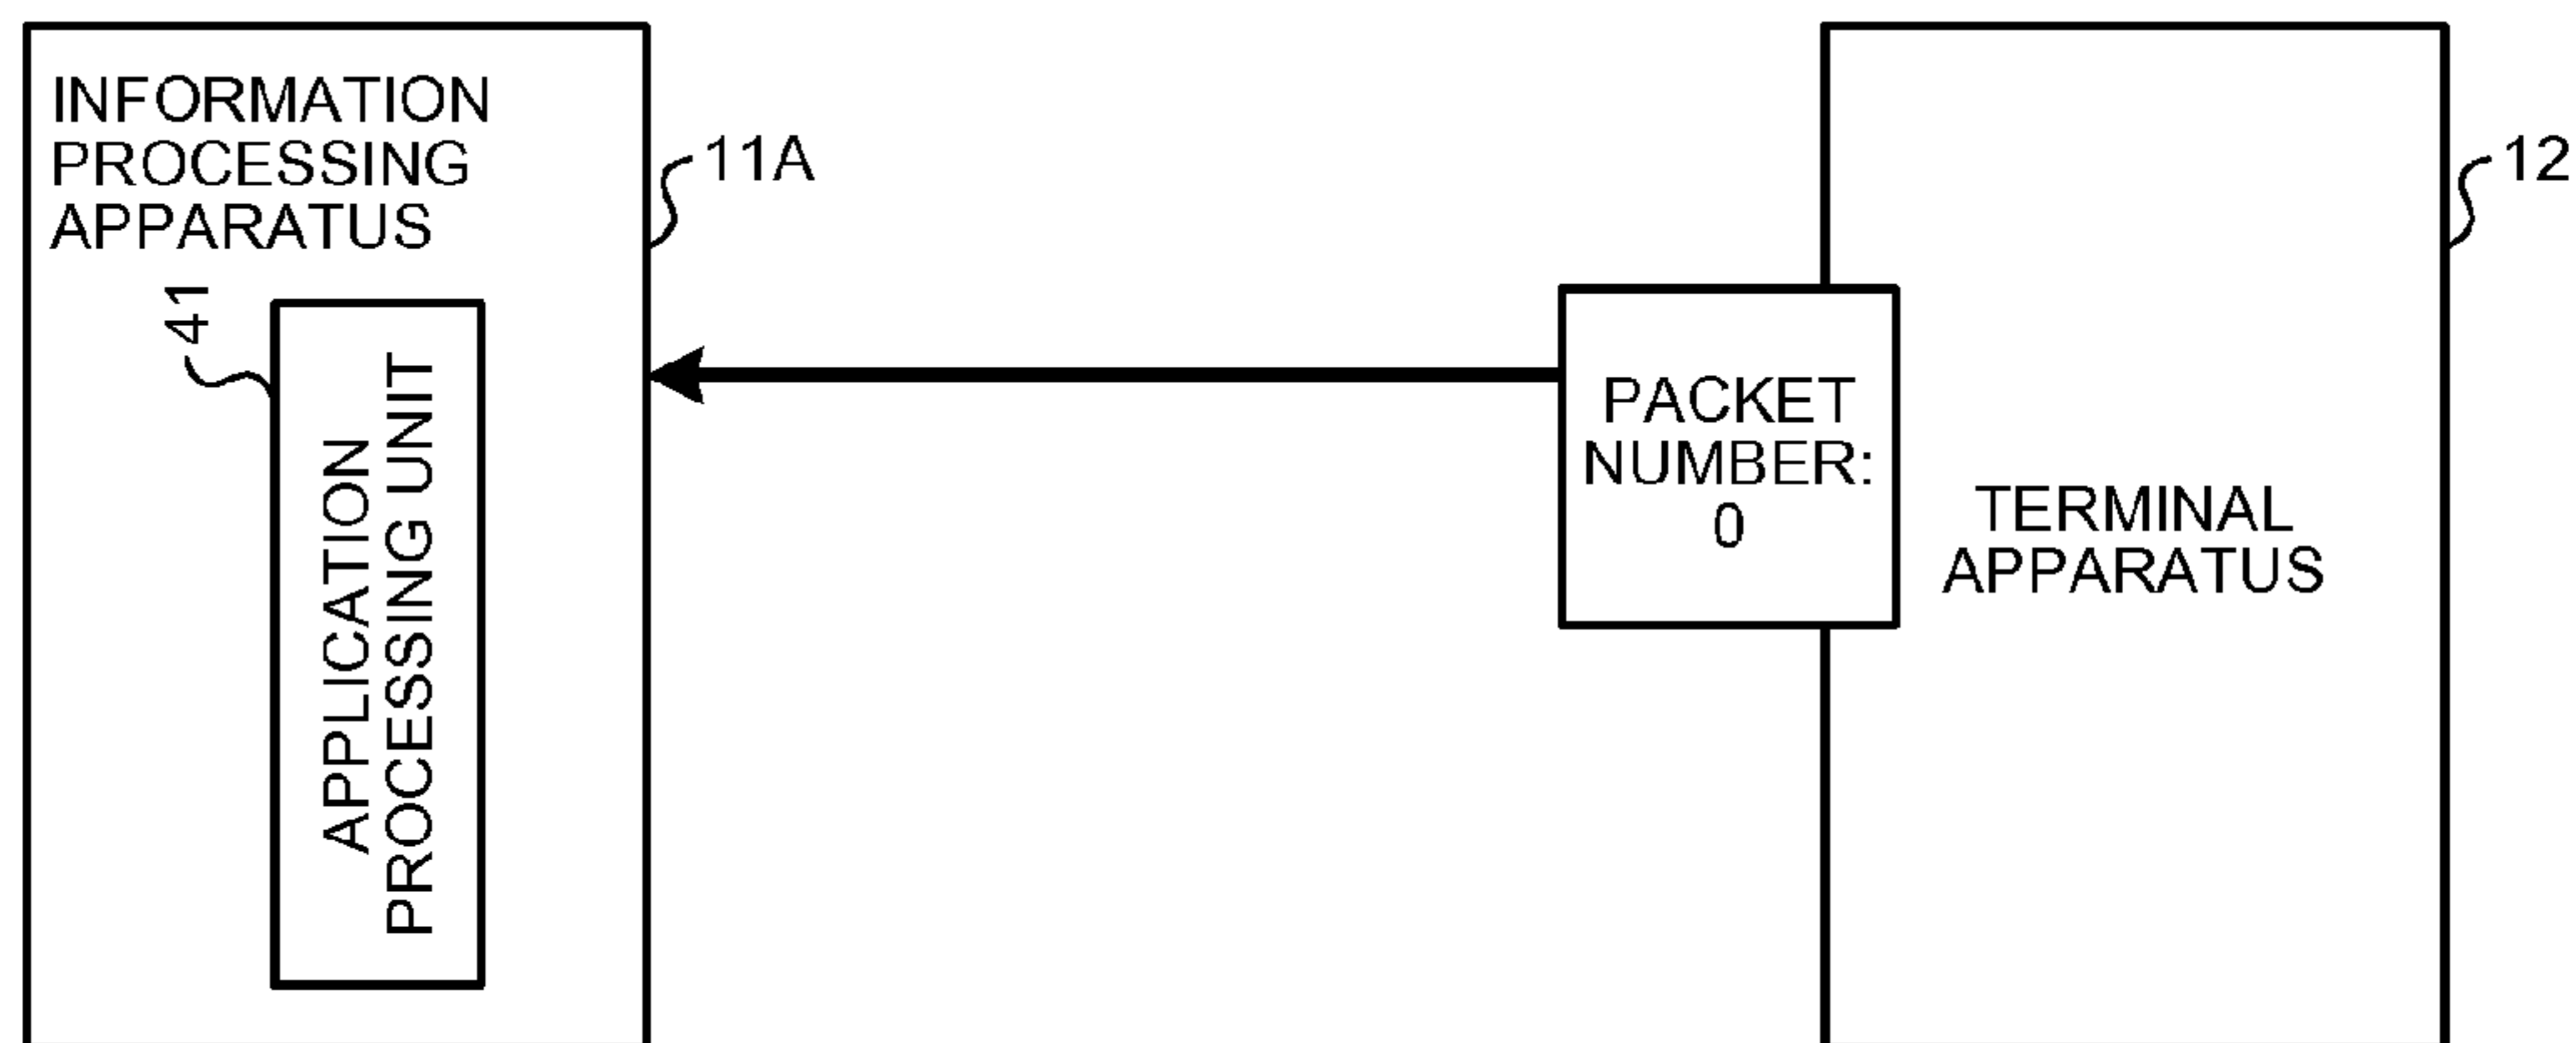 INFORMATION
PROCESSING
APPARATUS
11A
41
APPLICATION
PROCESSING UNIT
PACKET
NUMBER:
0
TERMINAL
APPARATUS
12